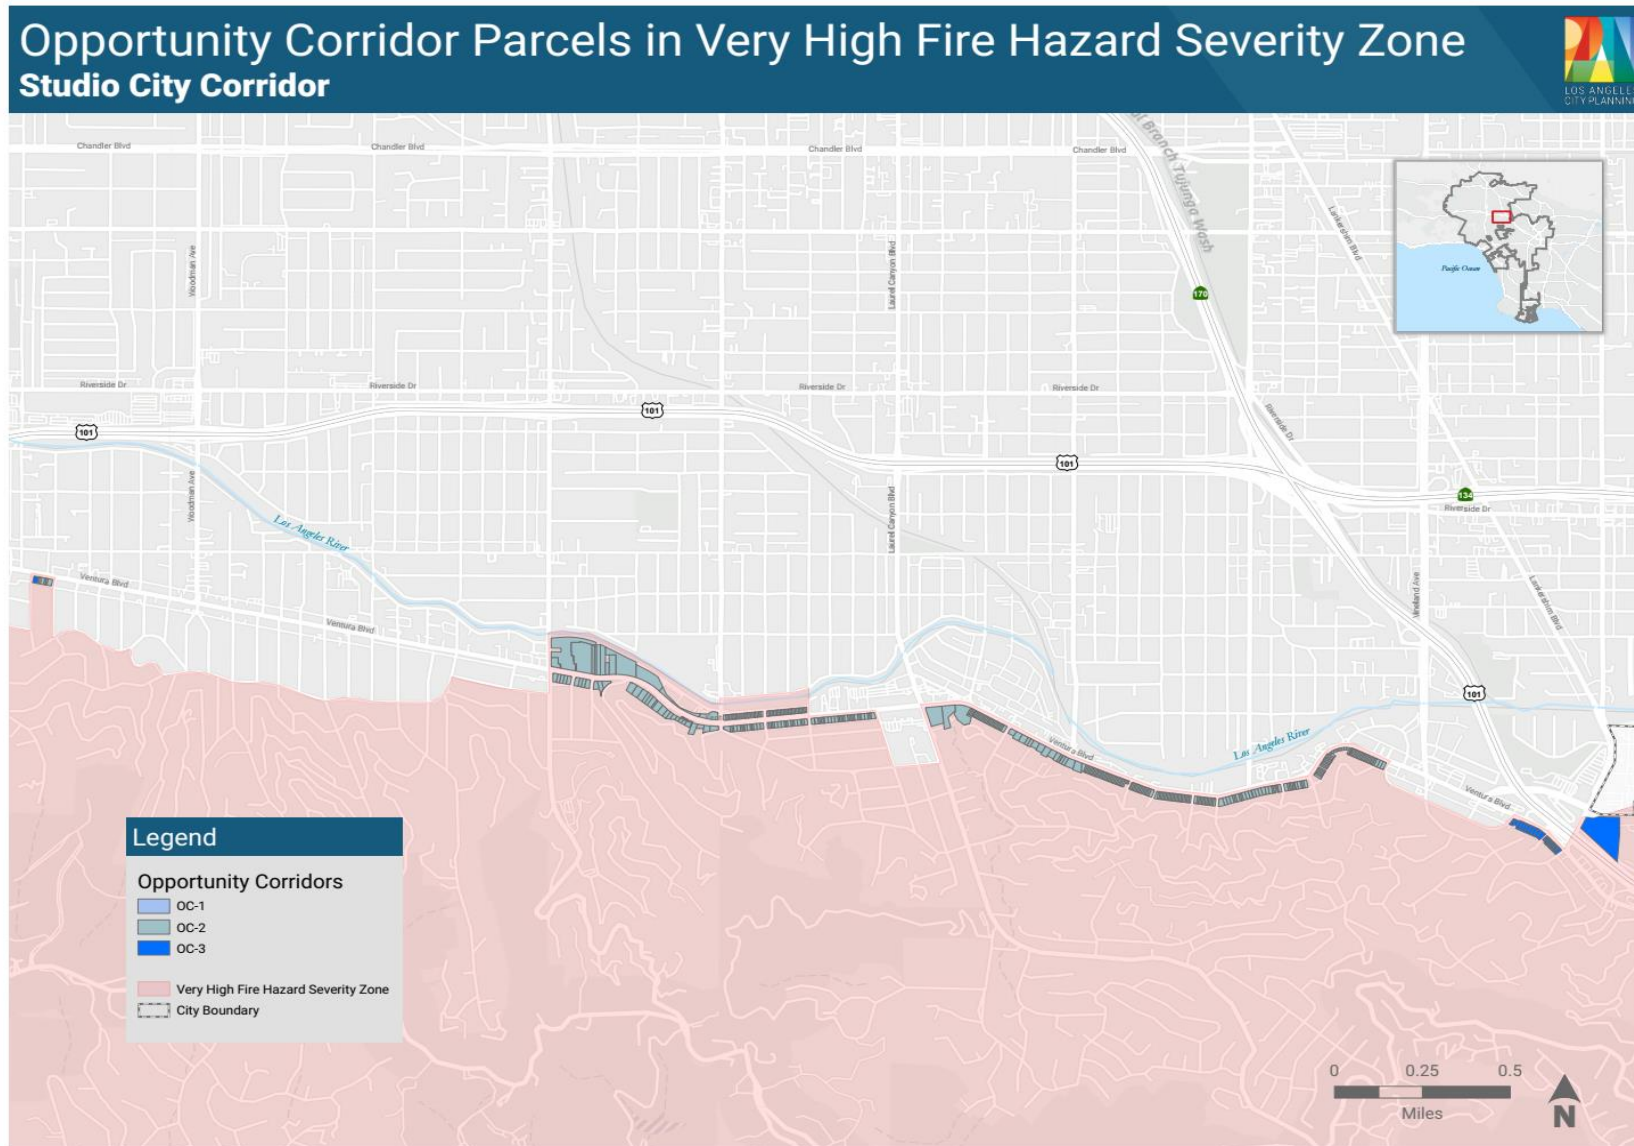 Opportunity Corridor Parcels in Very High Fire Hazard Severity Zone
Studio City Corridor
LOS ANGELES
CITY PLANNING
Chandler Blvd
Chandler Blvd
Chandler Blvd
Chandler Blvd
Branch Tujunga Wash
Lankershim Blvd
Woodman Ave
Laurel Canyon Blvd
Pacific Ocean
170
Riverside Dr
Riverside Dr
Riverside Dr
Riverside Dr
101
101
Riverside Dr
101
134
Riverside Dr
Woodman Ave
Los Angeles River
Laurel Canyon Blvd
Ventura Blvd
Vineland Ave
Lankershim Blvd
Ventura Blvd
101
Los Angeles River
Ventura Blvd
Ventura Blvd
Legend
Opportunity Corridors
OC-1
OC-2
OC-3
Very High Fire Hazard Severity Zone
City Boundary
0 0.25 0.5
Miles
N